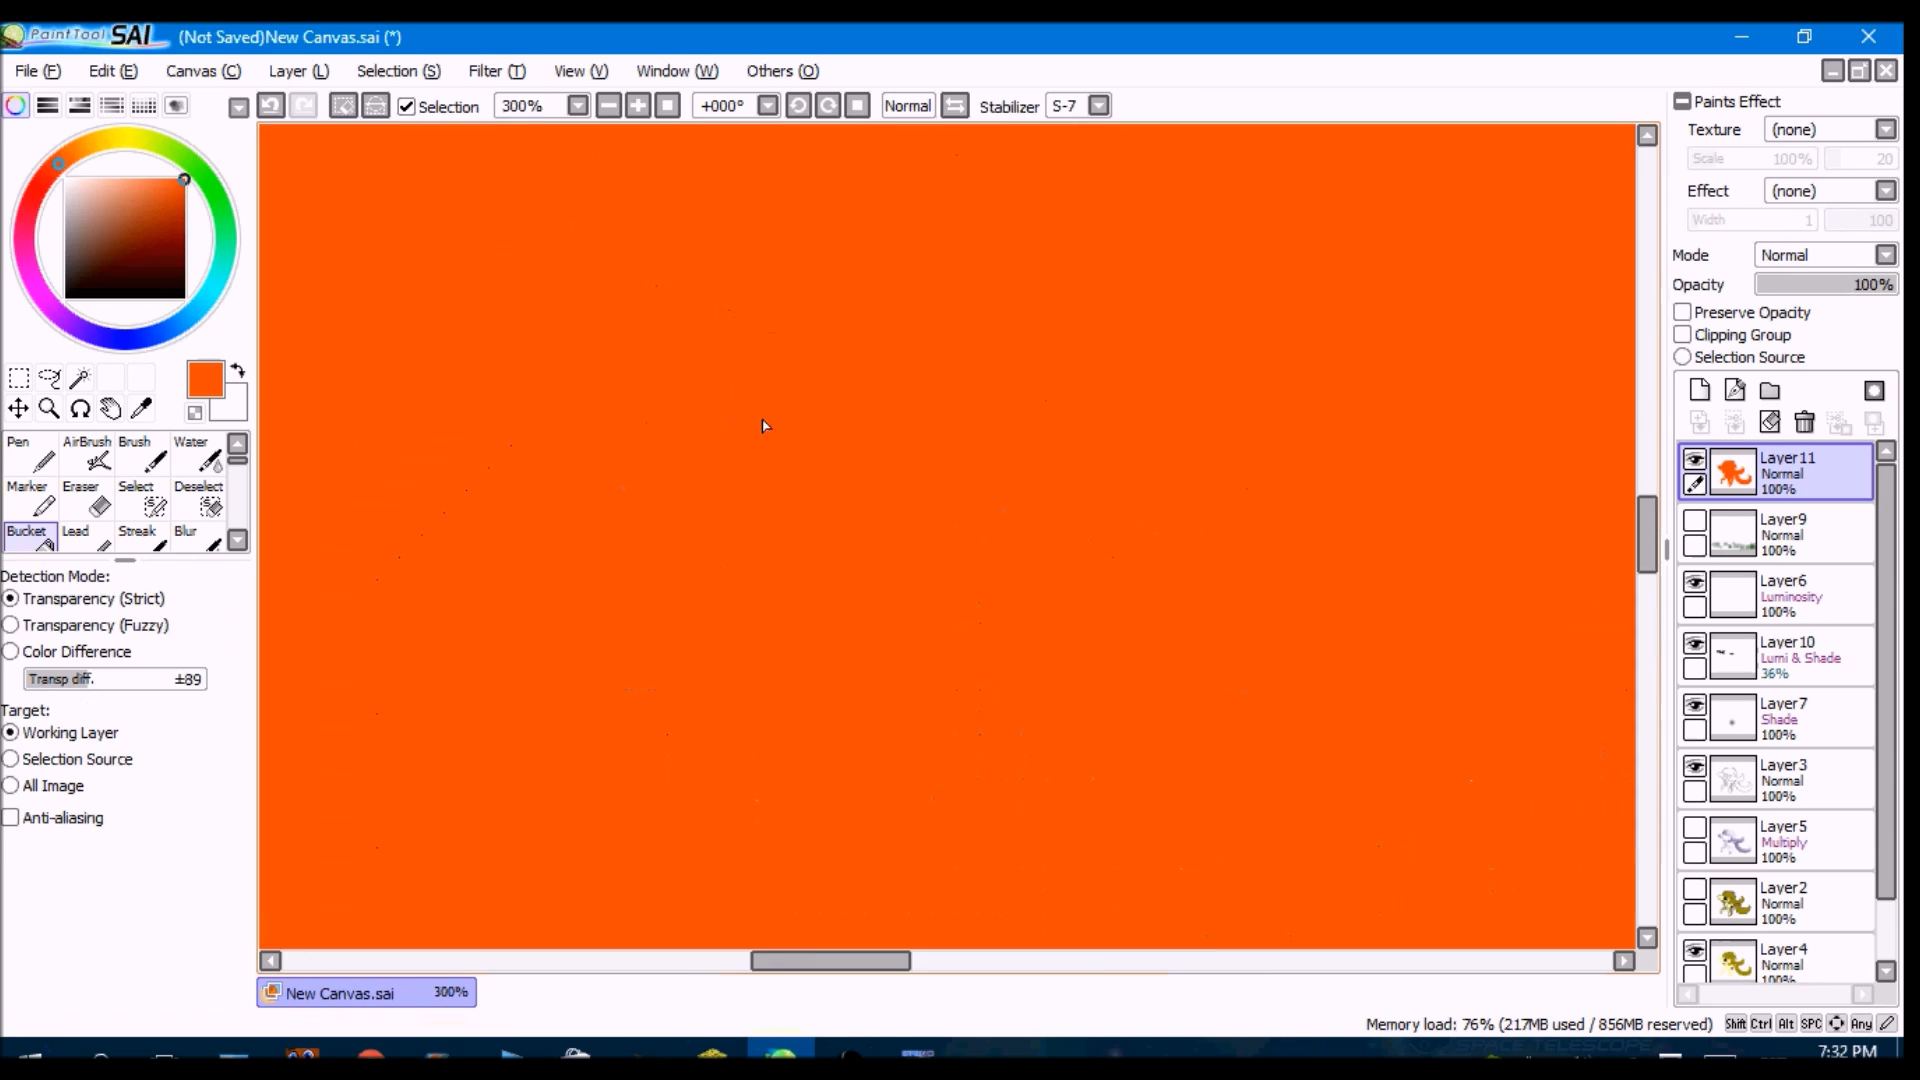 PaintTool SAI (Not Saved)New Canvas.sai (*)
File (F) Edit (E) Canvas (C) Layer (L) Selection (S) Filter (T) View (V) Window (W) Others (O)
Selection 300% +000° Normal Stabilizer S-7
Paints Effect
Texture (none)
Scale 100% 20
Effect (none)
Width 1 100
Mode Normal
Opacity 100%
Preserve Opacity
Clipping Group
Selection Source
Pen AirBrush Brush Water
Marker Eraser Select Deselect
Bucket Lead Streak Blur
Detection Mode:
Transparency (Strict)
Transparency (Fuzzy)
Color Difference
Transp diff. ±89
Target:
Working Layer
Selection Source
All Image
Anti-aliasing
Layer11
Normal
100%
Layer9
Normal
100%
Layer6
Luminosity
100%
Layer10
Lumi & Shade
36%
Layer7
Shade
100%
Layer3
Normal
100%
Layer5
Multiply
100%
Layer2
Normal
100%
Layer4
Normal
100%
New Canvas.sai 300%
Memory load: 76% (217MB used / 856MB reserved) Shift Ctrl Alt SPC Any
SPACE TELESCOPE
7:32 PM